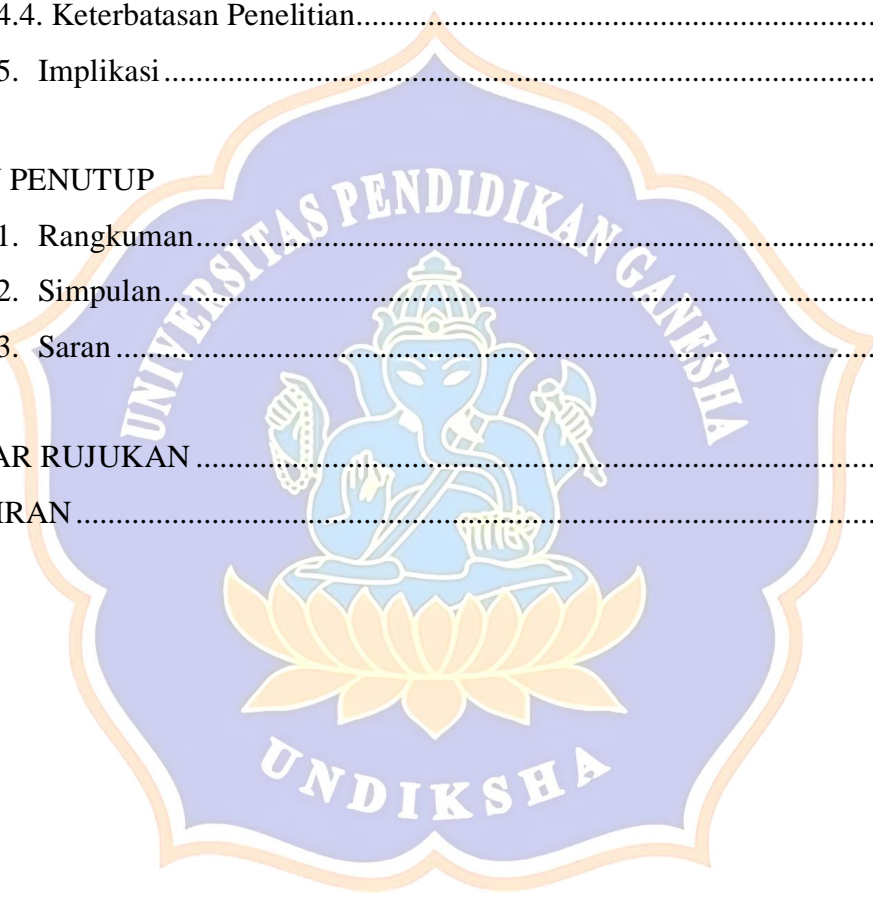 4.4. Keterbatasan Penelitian
5. Implikasi
PENUTUP
1. Rangkuman
2. Simpulan
3. Saran
AR RUJUKAN
IRAN
UNIVERSITAS PENDIDIKAN GANESHA
UNDIKSHA